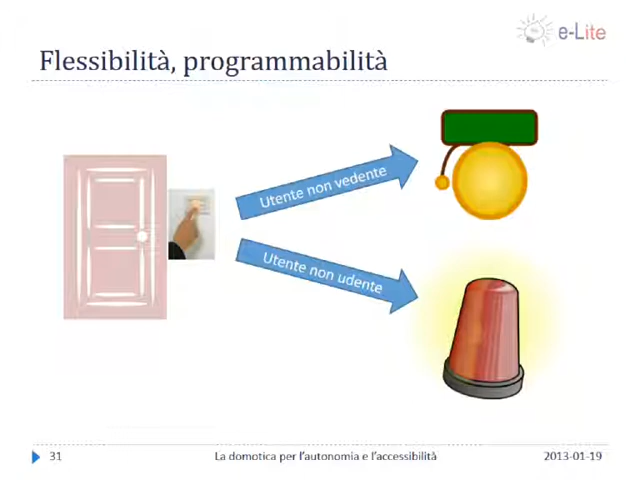 e-Lite
Flessibilità, programmabilità
Utente non vedente
Utente non udente
31
La domotica per l'autonomia e l'accessibilità
2013-01-19